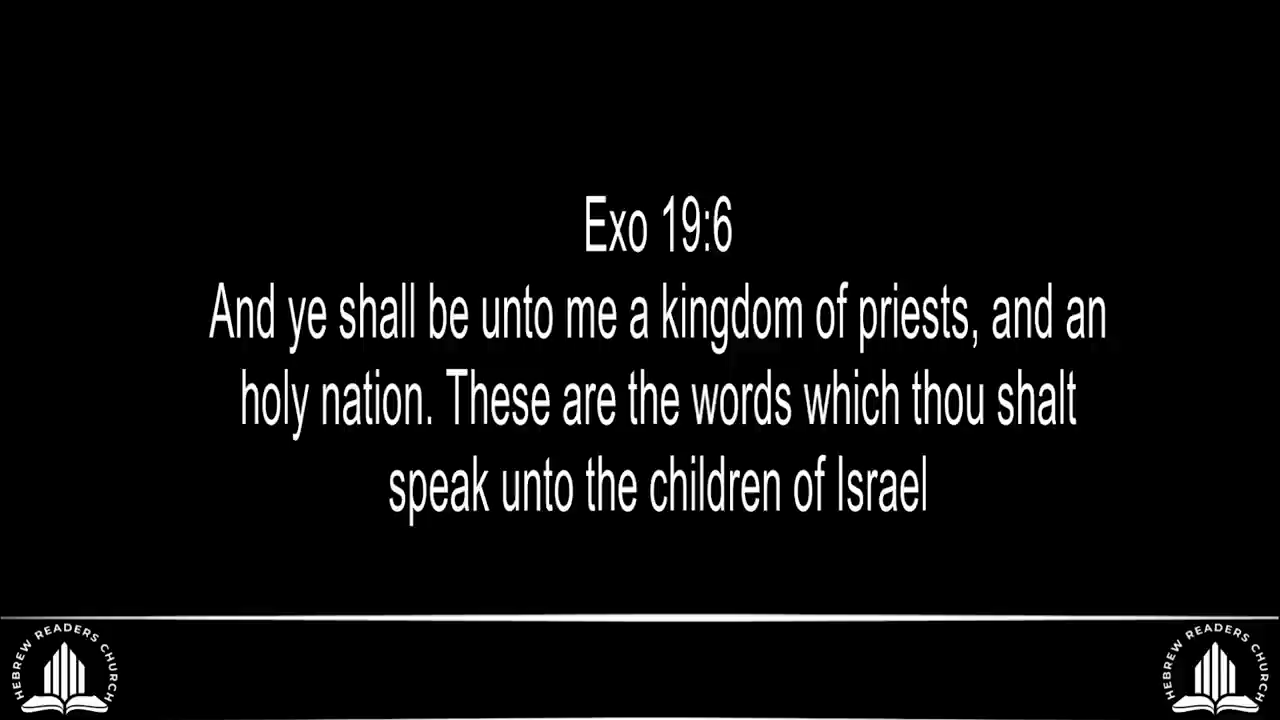 Exo 19:6
And ye shall be unto me a kingdom of priests, and an
holy nation. These are the words which thou shalt
speak unto the children of Israel
HEBREW READERS CHURCH
HEBREW READERS CHURCH